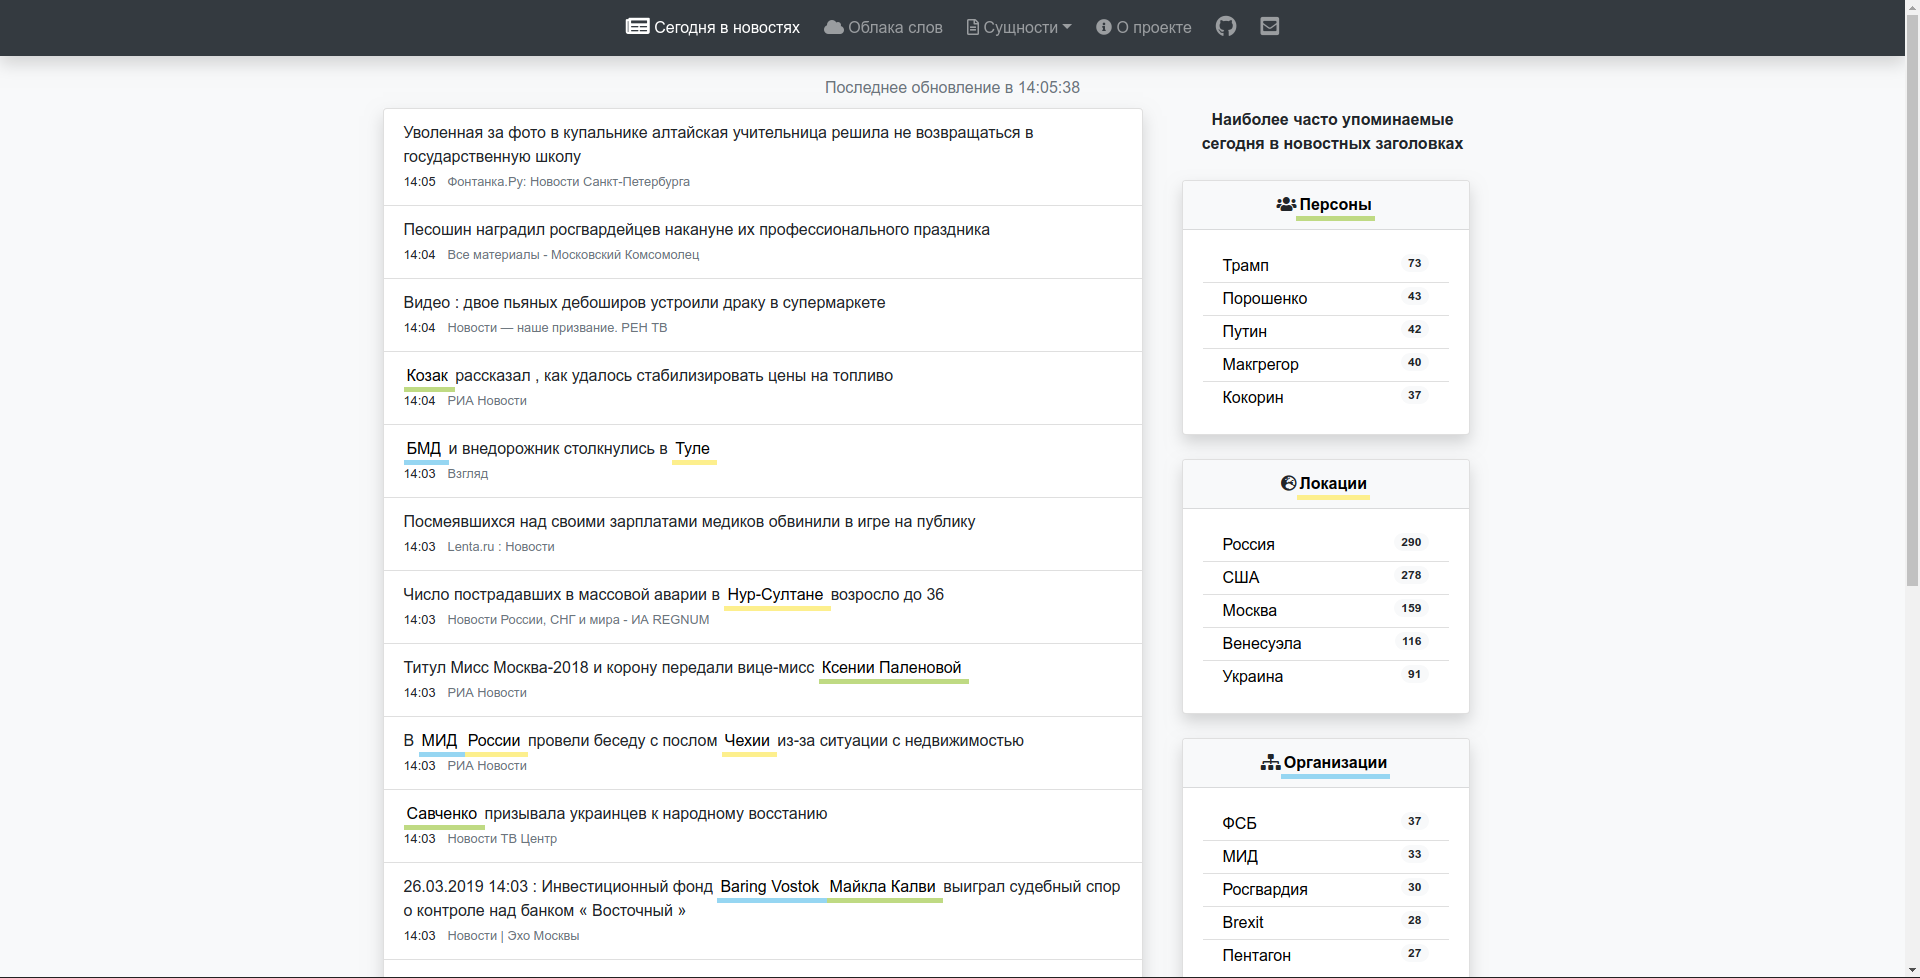 Сегодня в новостях
Облака слов
Сущности
О проекте
Последнее обновление в 14:05:38
Уволенная за фото в купальнике алтайская учительница решила не возвращаться в
государственную школу
14:05 Фонтанка.Ру: Новости Санкт-Петербурга
Песошин наградил росгвардейцев накануне их профессионального праздника
14:04 Все материалы - Московский Комсомолец
Видео : двое пьяных дебоширов устроили драку в супермаркете
14:04 Новости — наше призвание. РЕН ТВ
Козак рассказал , как удалось стабилизировать цены на топливо
14:04 РИА Новости
БМД и внедорожник столкнулись в Туле
14:03 Взгляд
Посмеявшихся над своими зарплатами медиков обвинили в игре на публику
14:03 Lenta.ru : Новости
Число пострадавших в массовой аварии в Нур-Султане возросло до 36
14:03 Новости России, СНГ и мира - ИА REGNUM
Титул Мисс Москва-2018 и корону передали вице-мисс Ксении Паленовой
14:03 РИА Новости
В МИД России провели беседу с послом Чехии из-за ситуации с недвижимостью
14:03 РИА Новости
Савченко призывала украинцев к народному восстанию
14:03 Новости ТВ Центр
26.03.2019 14:03 : Инвестиционный фонд Baring Vostok Майкла Калви выиграл судебный спор
о контроле над банком « Восточный »
14:03 Новости | Эхо Москвы
Наиболее часто упоминаемые
сегодня в новостных заголовках
Персоны
Трамп 73
Порошенко 43
Путин 42
Макгрегор 40
Кокорин 37
Локации
Россия 290
США 278
Москва 159
Венесуэла 116
Украина 91
Организации
ФСБ 37
МИД 33
Росгвардия 30
Brexit 28
Пентагон 27